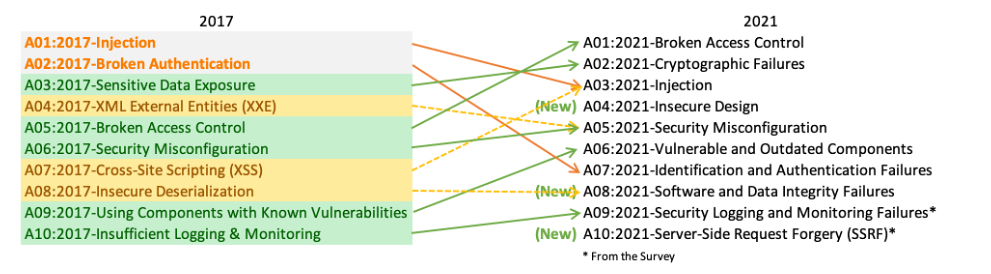 2017
2021
A01:2017-Injection
A01:2021-Broken Access Control
A02:2017-Broken Authentication
A02:2021-Cryptographic Failures
A03:2017-Sensitive Data Exposure
A03:2021-Injection
A04:2017-XML External Entities (XXE)
(New) A04:2021-Insecure Design
A05:2017-Broken Access Control
A05:2021-Security Misconfiguration
A06:2017-Security Misconfiguration
A06:2021-Vulnerable and Outdated Components
A07:2017-Cross-Site Scripting (XSS)
A07:2021-Identification and Authentication Failures
A08:2017-Insecure Deserialization
(New) A08:2021-Software and Data Integrity Failures
A09:2017-Using Components with Known Vulnerabilities
A09:2021-Security Logging and Monitoring Failures*
A10:2017-Insufficient Logging & Monitoring
(New) A10:2021-Server-Side Request Forgery (SSRF)*
* From the Survey